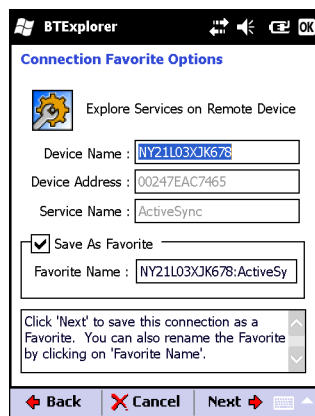 BTExplorer
OK
Connection Favorite Options
Explore Services on Remote Device
Device Name : NY21L03XJK678
Device Address : 00247EAC7465
Service Name : ActiveSync
Save As Favorite
Favorite Name : NY21L03XJK678:ActiveSy
Click 'Next' to save this connection as a
Favorite. You can also rename the Favorite
by clicking on 'Favorite Name'.
Back Cancel Next